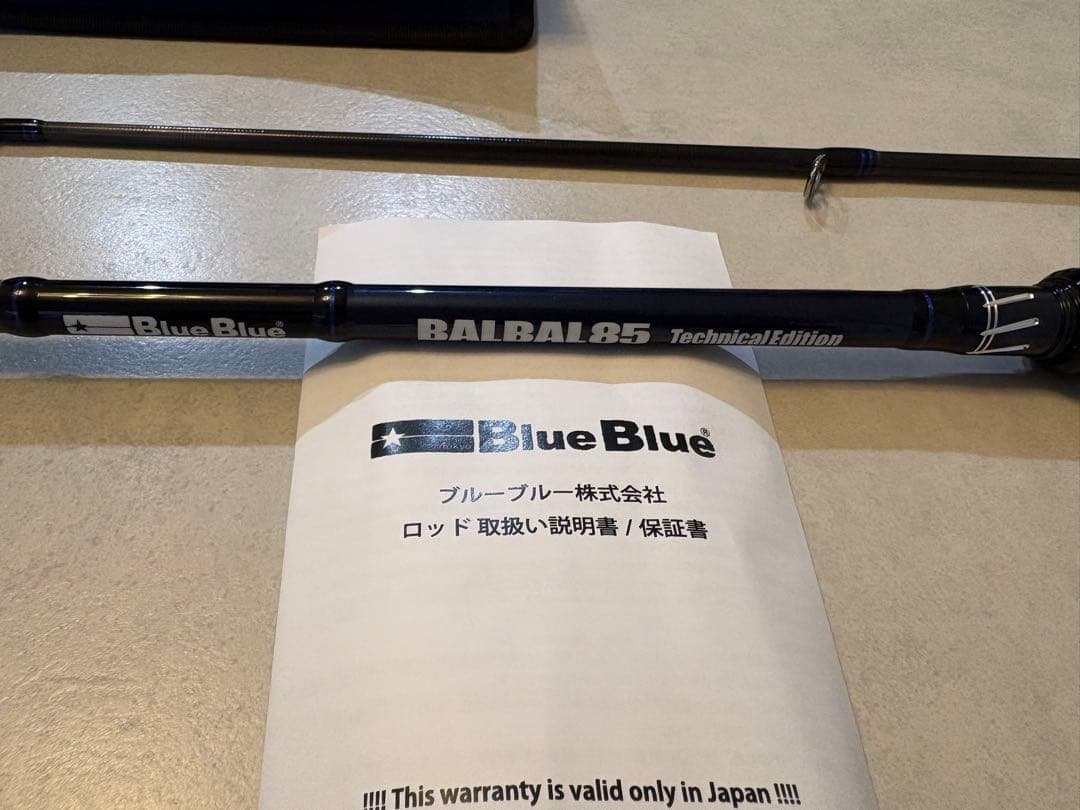 BlueBlue®
BALBAL85 Technical Edition
Tokyo BlueBlue®
ブルーブルー株式会社
ロッド 取扱い説明書 / 保証書
!!!! This warranty is valid only in Japan !!!!